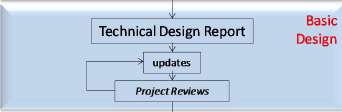 Basic
Design
Technical Design Report
updates
Project Reviews